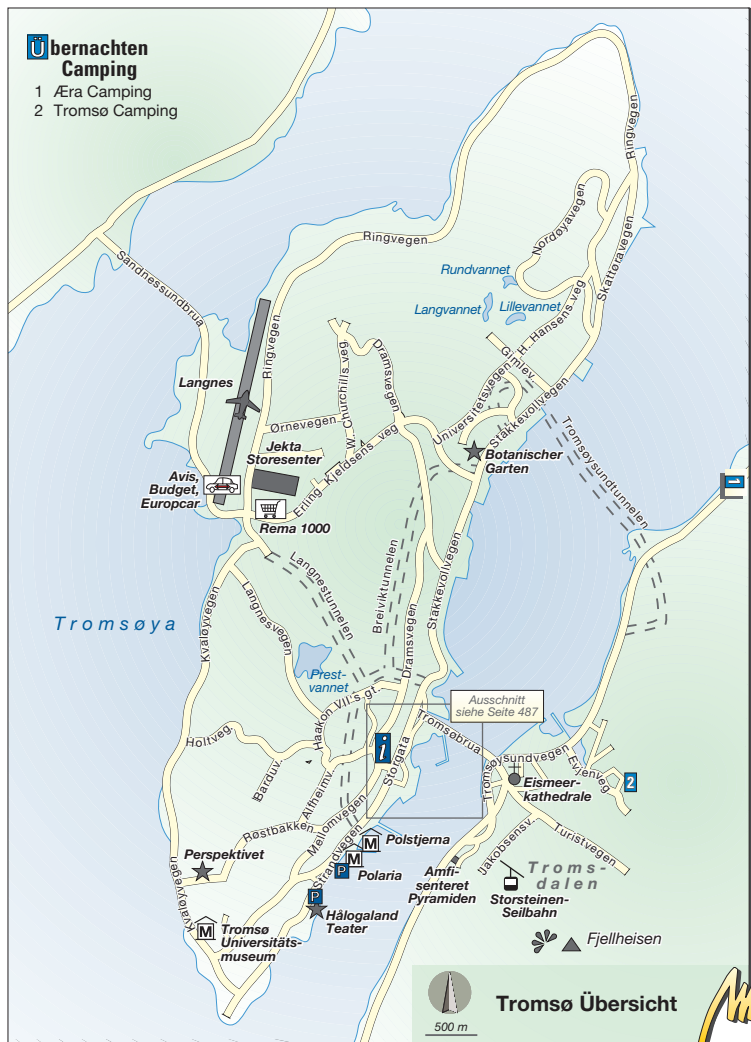 Übernachten
Camping
1 Æra Camping
2 Tromsø Camping
Ringvegen
Ringvegen
Sandnessundbrua
Nordøyavegen
Skattøravegen
Rundvannet
Langvannet
Lillevannet
H. Hansens veg
Gimlev.
Ringvegen
Dramsvegen
W. Churchills veg
Universitetsvegen
Stakkevollvegen
Langnes
Ørnevegen
Tromsøysundtunnelen
Jekta
Storesenter
Erling Kjeldsens veg
Botanischer
Garten
Avis,
Budget,
Europcar
Rema 1000
1
Langnestunnelen
Breiviktunnelen
Stakkevollvegen
Langnesvegen
Kvaløyvegen
Tromsøya
Dramsvegen
Prest-
vannet
Haakon VII's gt.
Ausschnitt
siehe Seite 487
Tromsøbrua
Holtveg.
i
Storgata
Tromsøysundvegen
Evjenveg
Barduv.
Altheimv.
Eismeer-
kathedrale
2
Mellomvegen
Røstbakken
Turistvegen
Strandvegen
M
Polstjerna
Jakobsensv.
Perspektivet
M
P
Polaria
Amfi-
senteret
Pyramiden
Troms-
dalen
Storsteinen-
Seilbahn
P
Hålogaland
Teater
Kvaløyvegen
M
Tromsø
Universitäts-
museum
Fjellheisen
500 m
Tromsø Übersicht